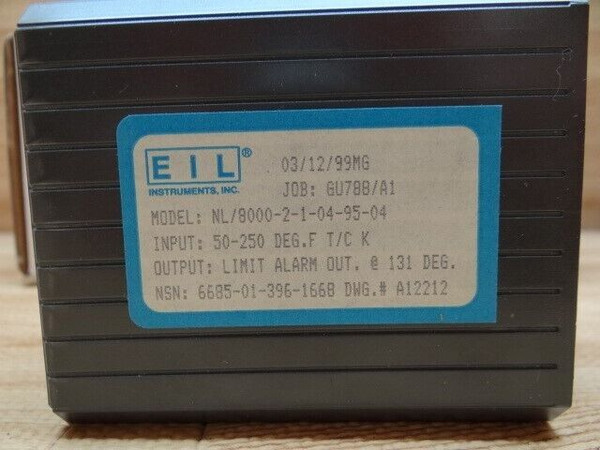 EIL® 03/12/99MG
INSTRUMENTS, INC. JOB: GU788/A1
MODEL: NL/8000-2-1-04-95-04
INPUT: 50-250 DEG.F T/C K
OUTPUT: LIMIT ALARM OUT. @ 131 DEG.
NSN: 6685-01-396-1668 DWG.# A12212